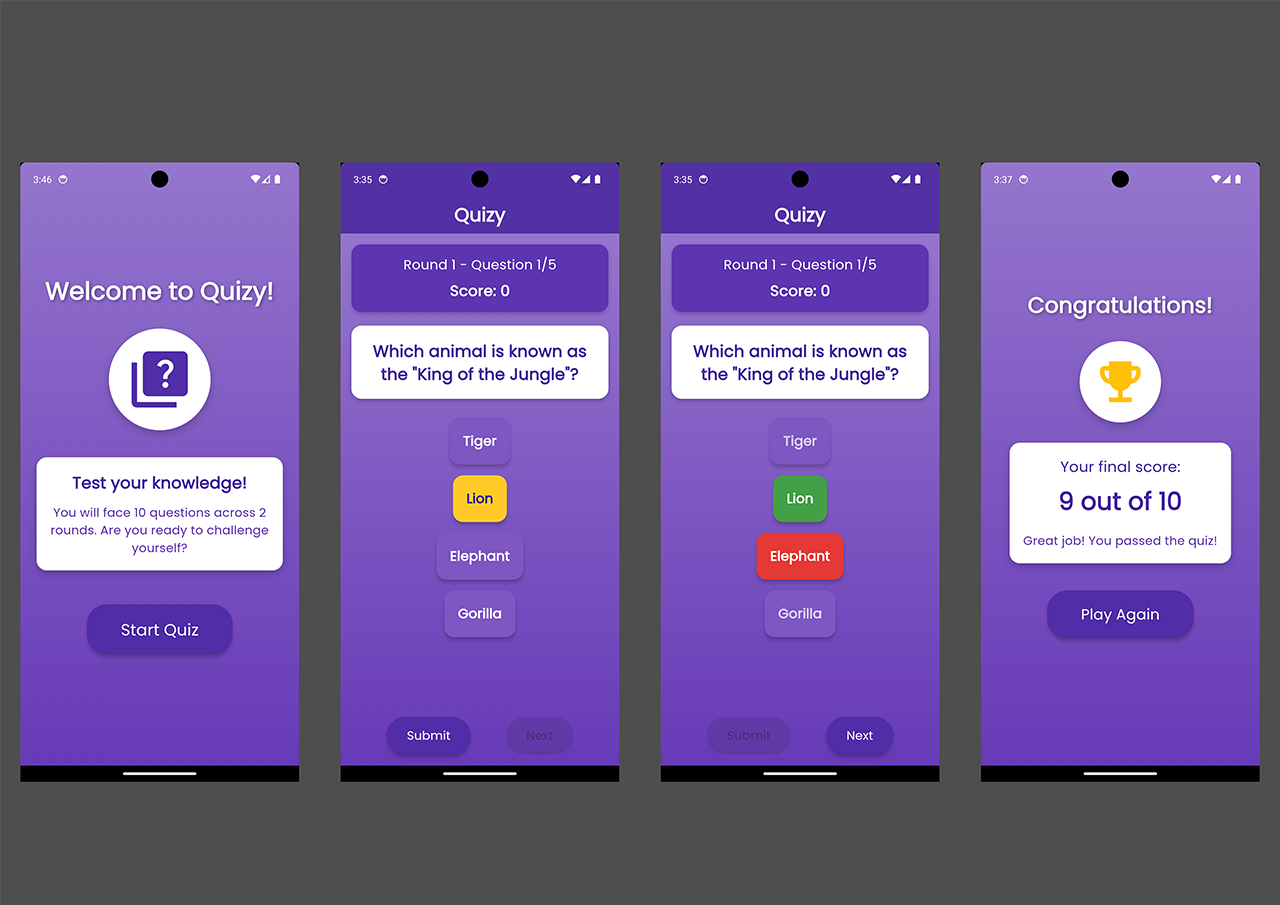 3:46
Welcome to Quizy!
?
Test your knowledge!
You will face 10 questions across 2
rounds. Are you ready to challenge
yourself?
Start Quiz
3:35
Quizy
Round 1 - Question 1/5
Score: 0
Which animal is known as
the "King of the Jungle"?
Tiger
Lion
Elephant
Gorilla
Submit
Next
3:35
Quizy
Round 1 - Question 1/5
Score: 0
Which animal is known as
the "King of the Jungle"?
Tiger
Lion
Elephant
Gorilla
Submit
Next
3:37
Congratulations!
Your final score:
9 out of 10
Great job! You passed the quiz!
Play Again